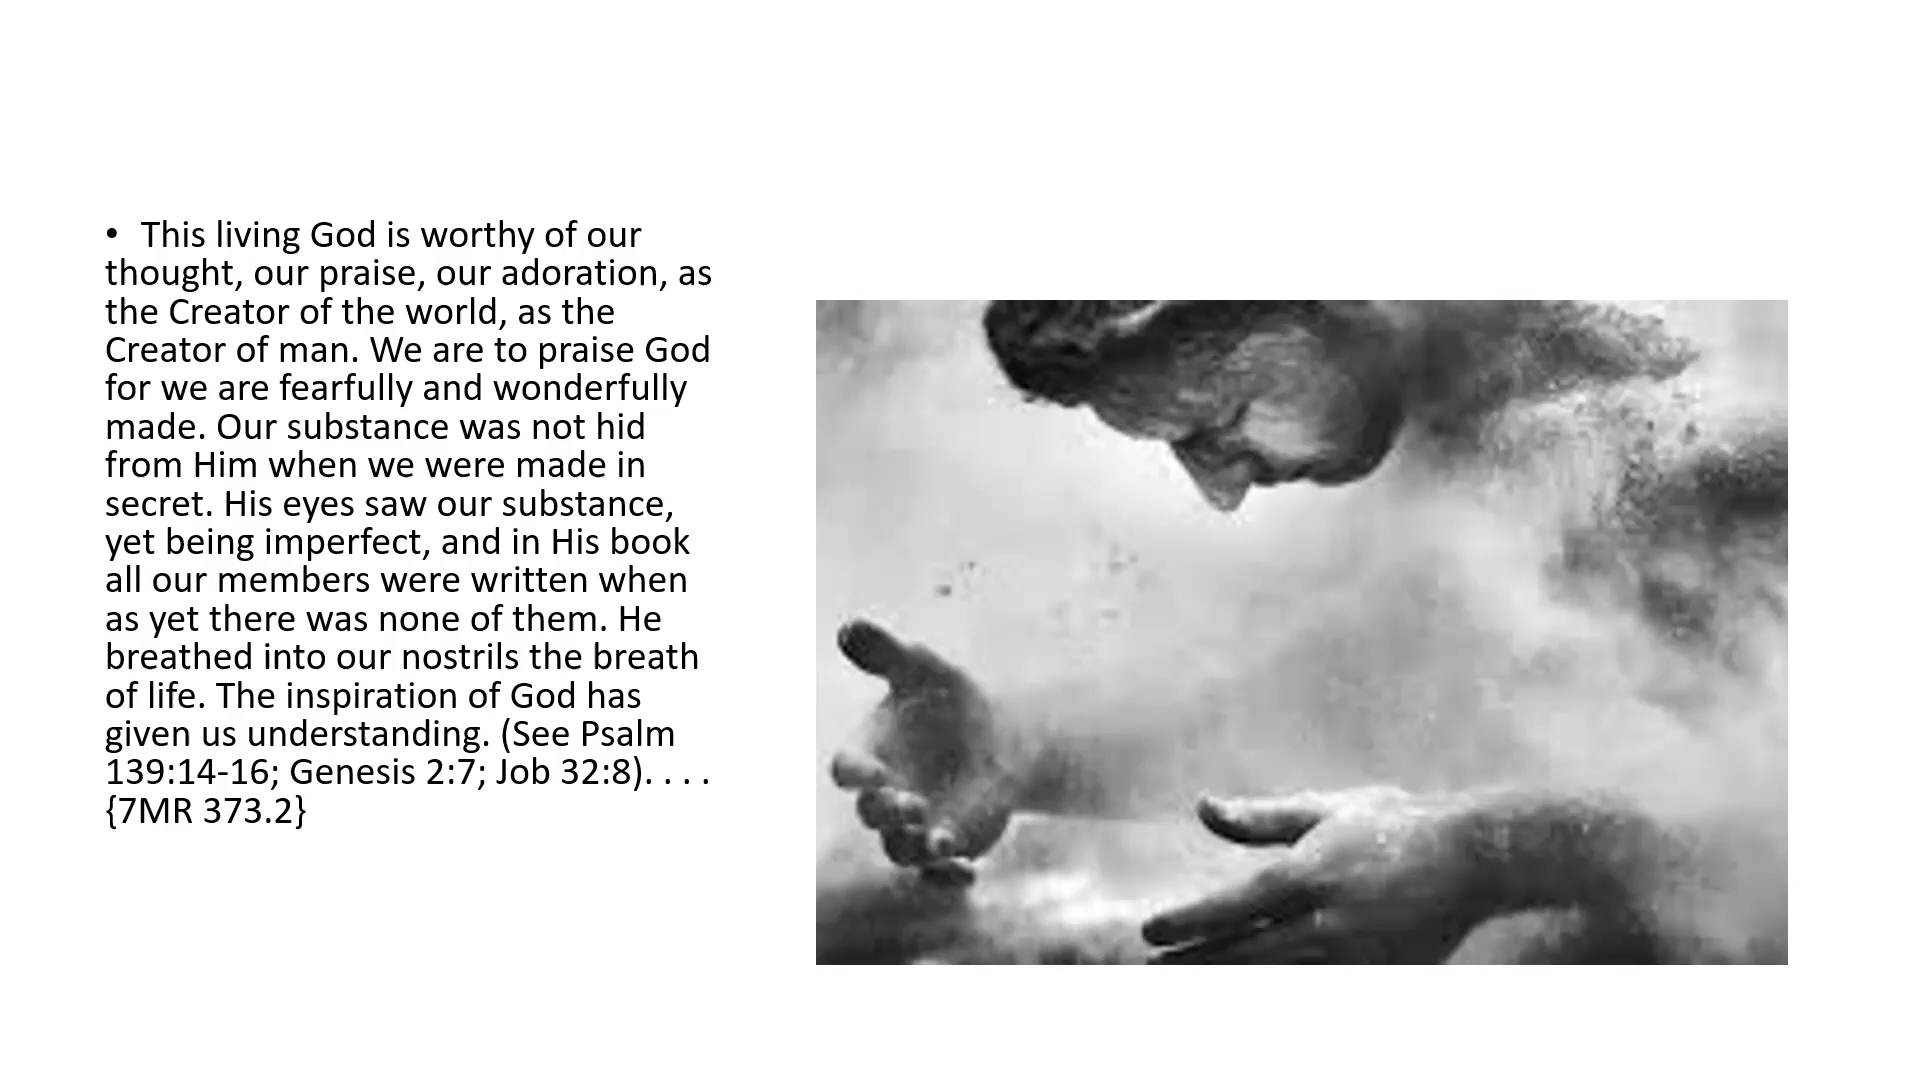 • This living God is worthy of our
thought, our praise, our adoration, as
the Creator of the world, as the
Creator of man. We are to praise God
for we are fearfully and wonderfully
made. Our substance was not hid
from Him when we were made in
secret. His eyes saw our substance,
yet being imperfect, and in His book
all our members were written when
as yet there was none of them. He
breathed into our nostrils the breath
of life. The inspiration of God has
given us understanding. (See Psalm
139:14-16; Genesis 2:7; Job 32:8). . . .
{7MR 373.2}